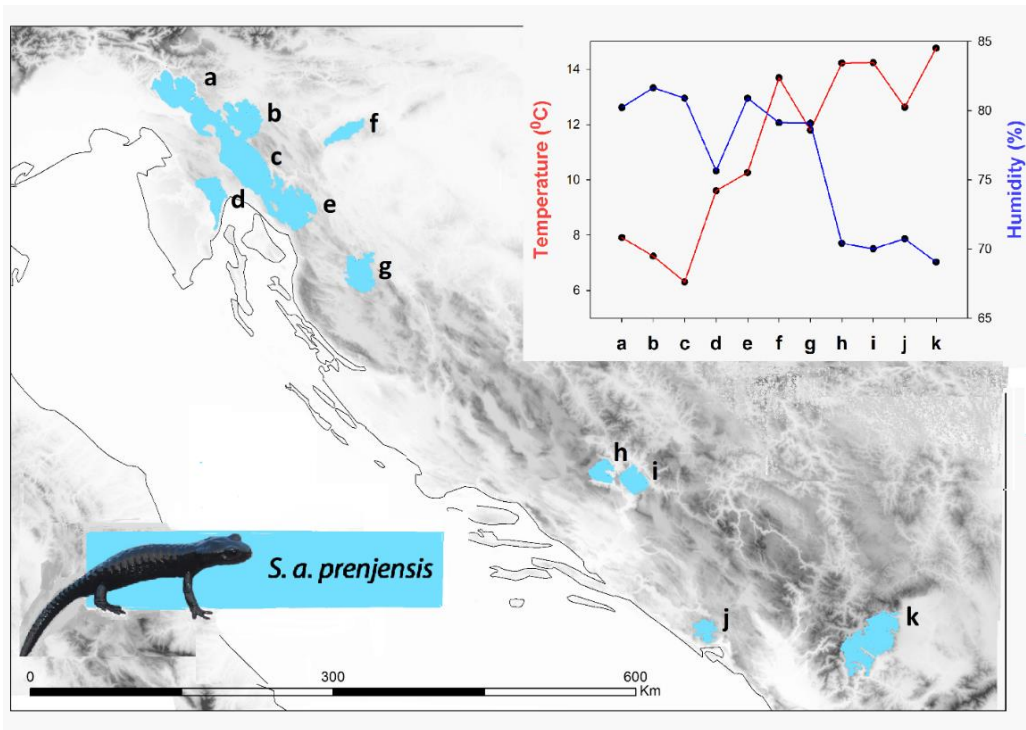 a
b
c
d
e
f
g
h
i
j
k
S. a. prenjensis
0 300 600
Km
Temperature (⁰C)
14
12
10
8
6
Humidity (%)
85
80
75
70
65
a b c d e f g h i j k